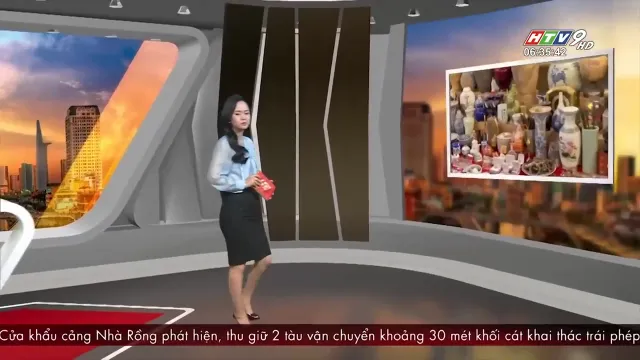 HTV9 HD
06:35:42
Cửa khẩu cảng Nhà Rồng phát hiện, thu giữ 2 tàu vận chuyển khoảng 30 mét khối cát khai thác trái phép